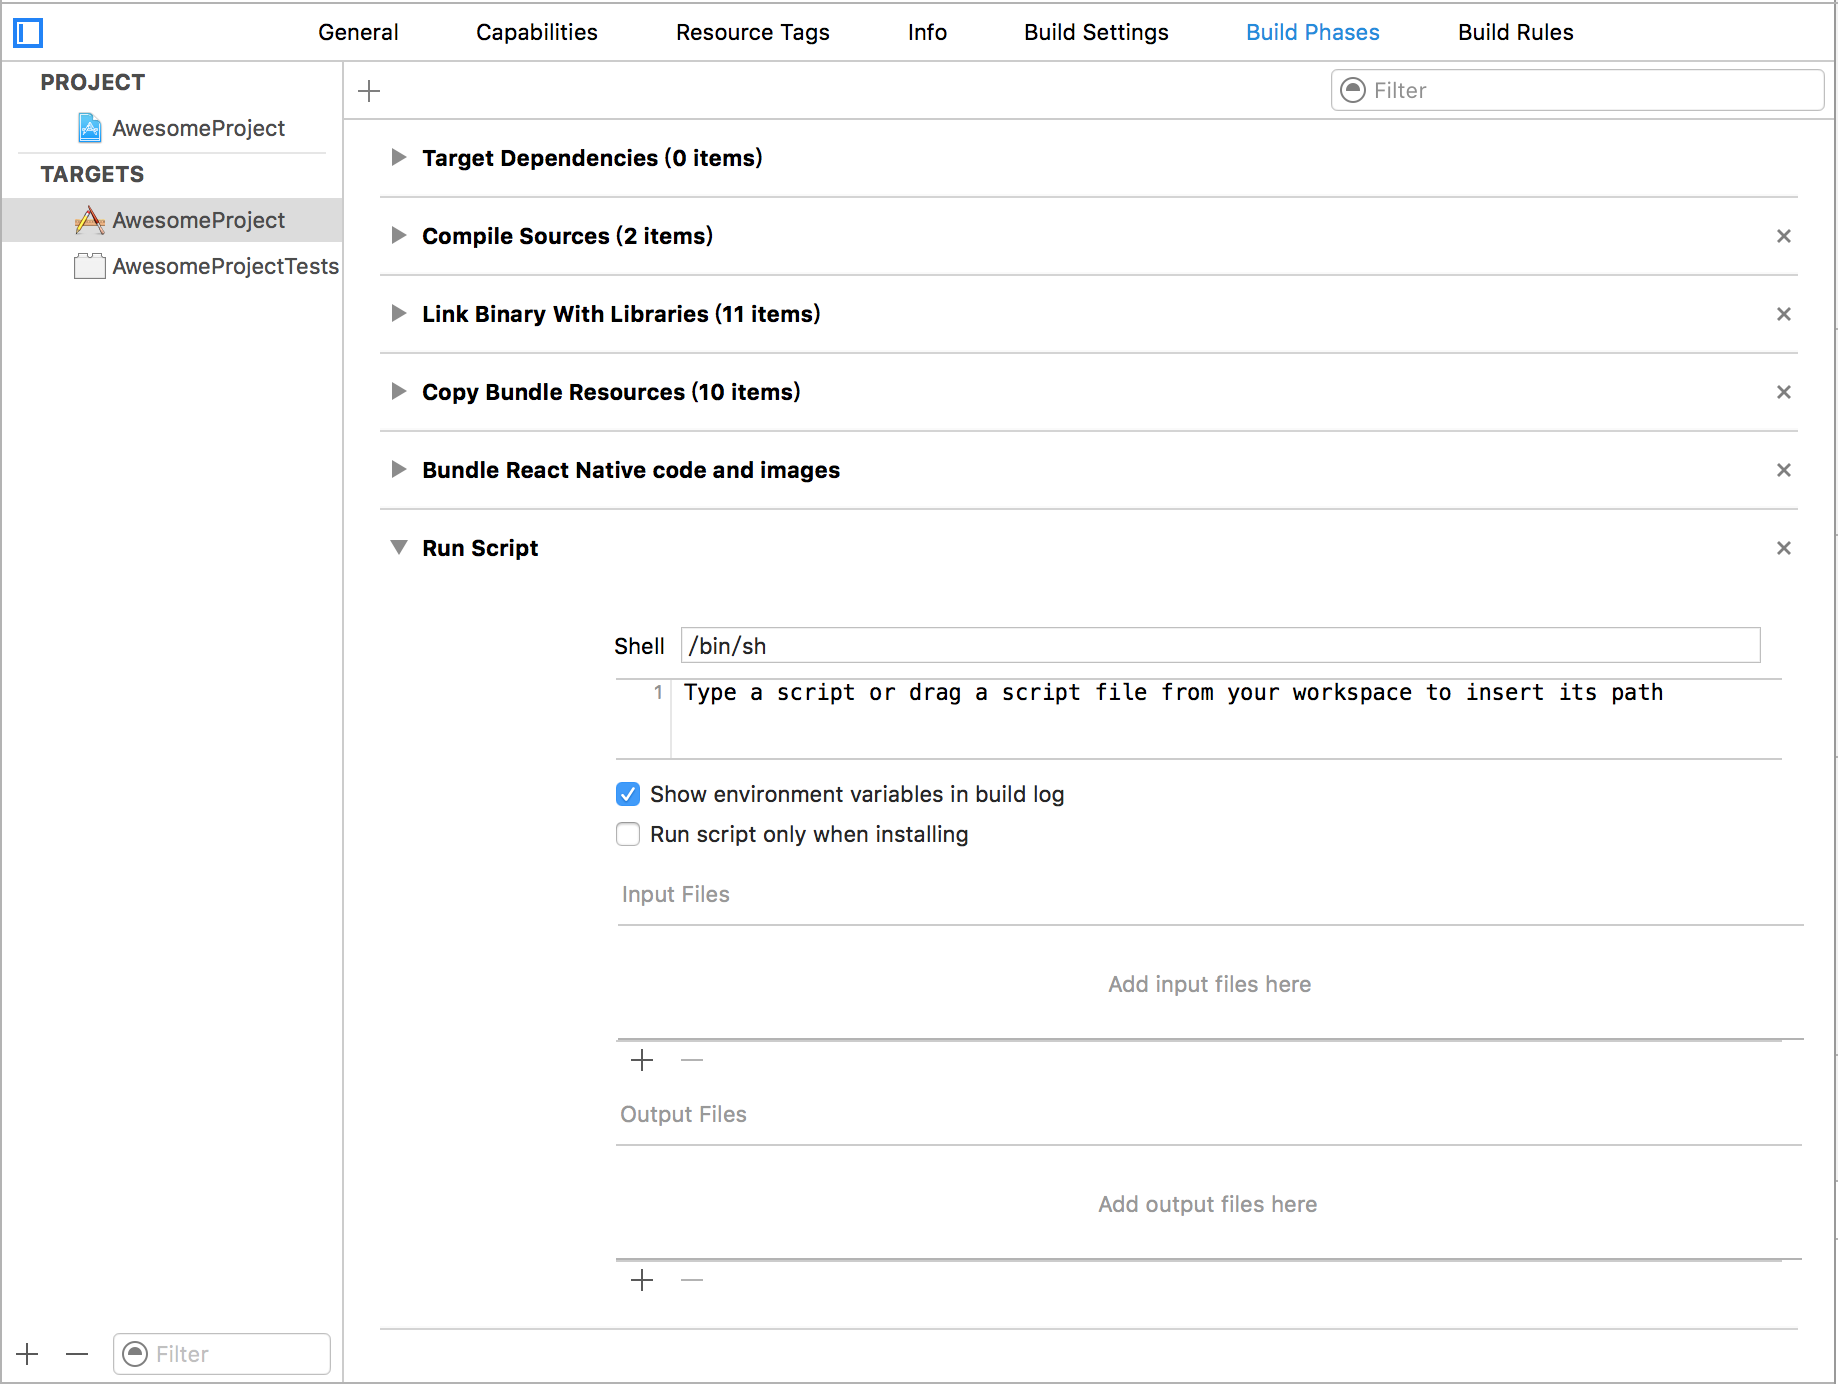 General Capabilities Resource Tags Info Build Settings Build Phases Build Rules
PROJECT
AwesomeProject
TARGETS
AwesomeProject
AwesomeProjectTests
Filter
Filter
Target Dependencies (0 items)
Compile Sources (2 items)
Link Binary With Libraries (11 items)
Copy Bundle Resources (10 items)
Bundle React Native code and images
Run Script
Shell /bin/sh
1 Type a script or drag a script file from your workspace to insert its path
Show environment variables in build log
Run script only when installing
Input Files
Add input files here
Output Files
Add output files here